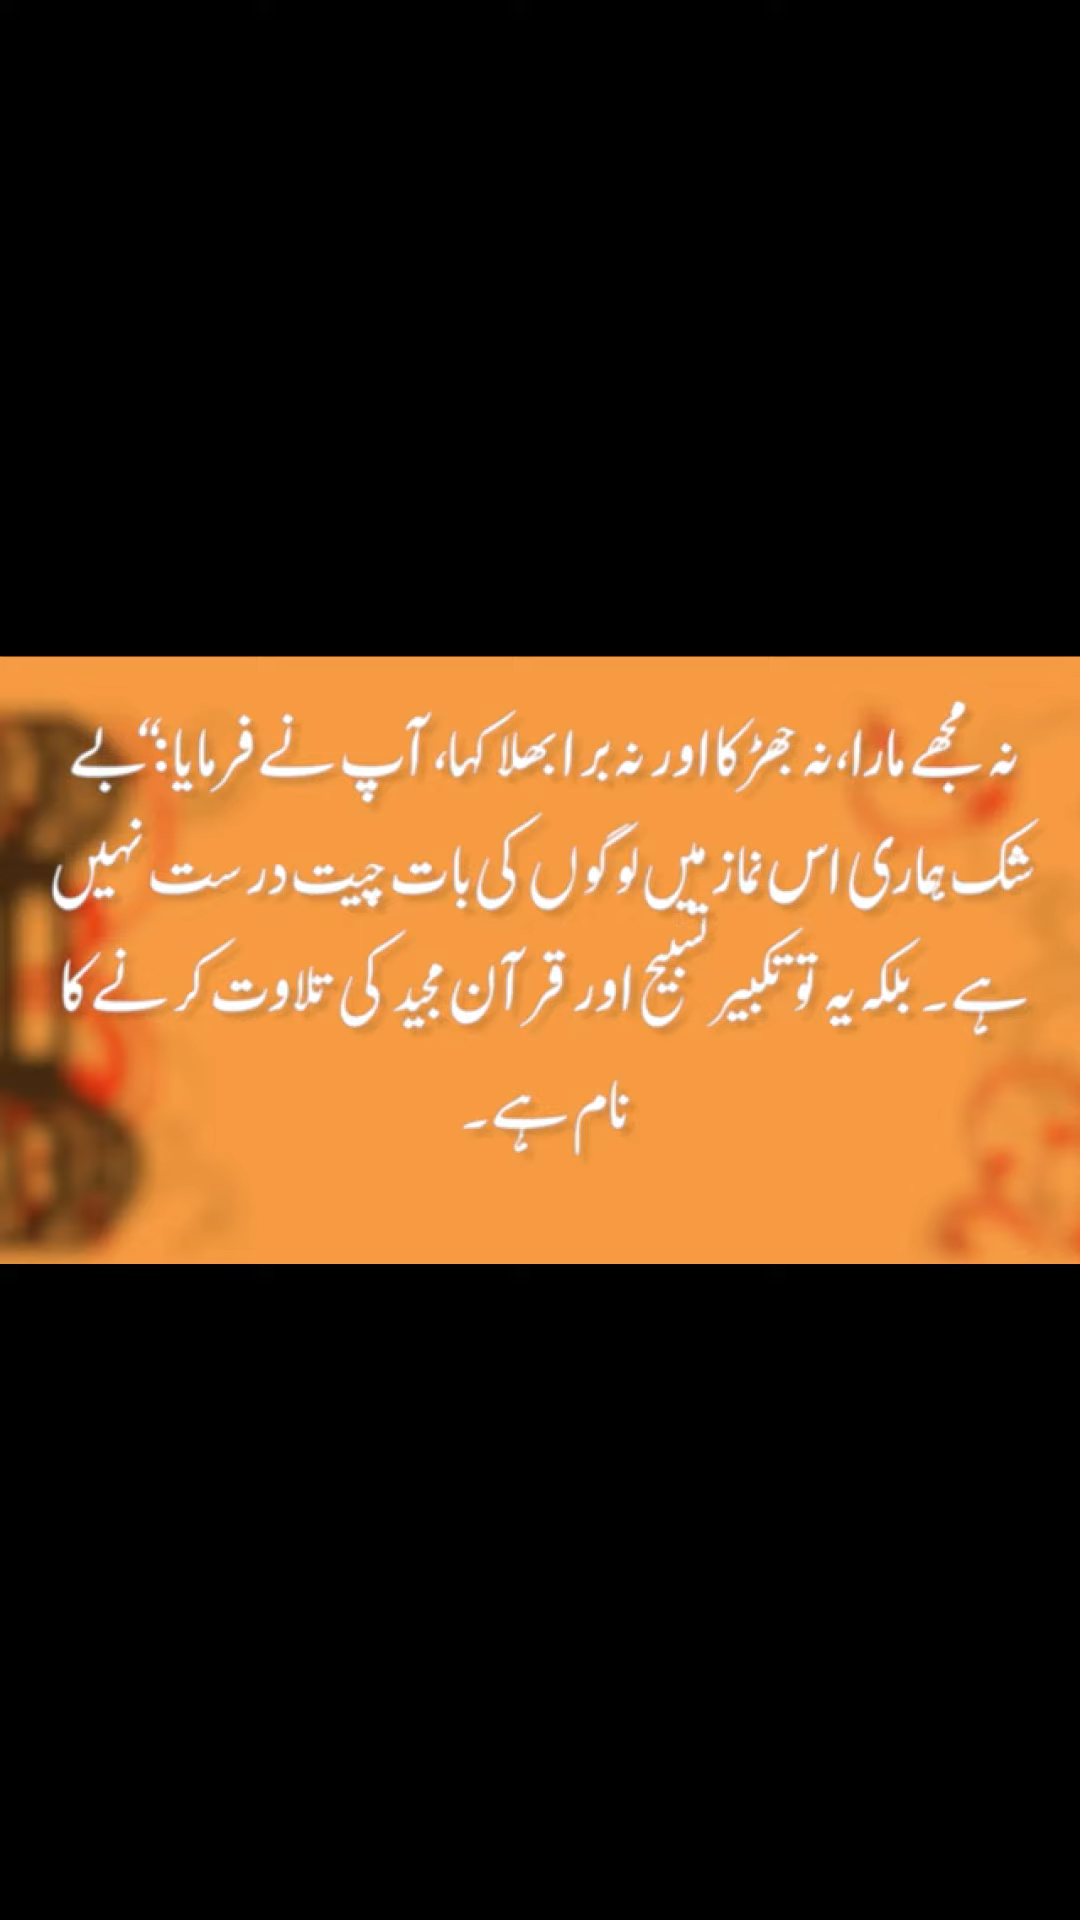 نہ مجھے مارا، نہ جھڑکا اور نہ برا بھلا کہا، آپ نے فرمایا:“بے
شک ہماری اس نماز میں لوگوں کی بات چیت درست نہیں
ہے۔ بلکہ یہ تو تکبیر تسبیح اور قرآن مجید کی تلاوت کرنے کا
نام ہے۔